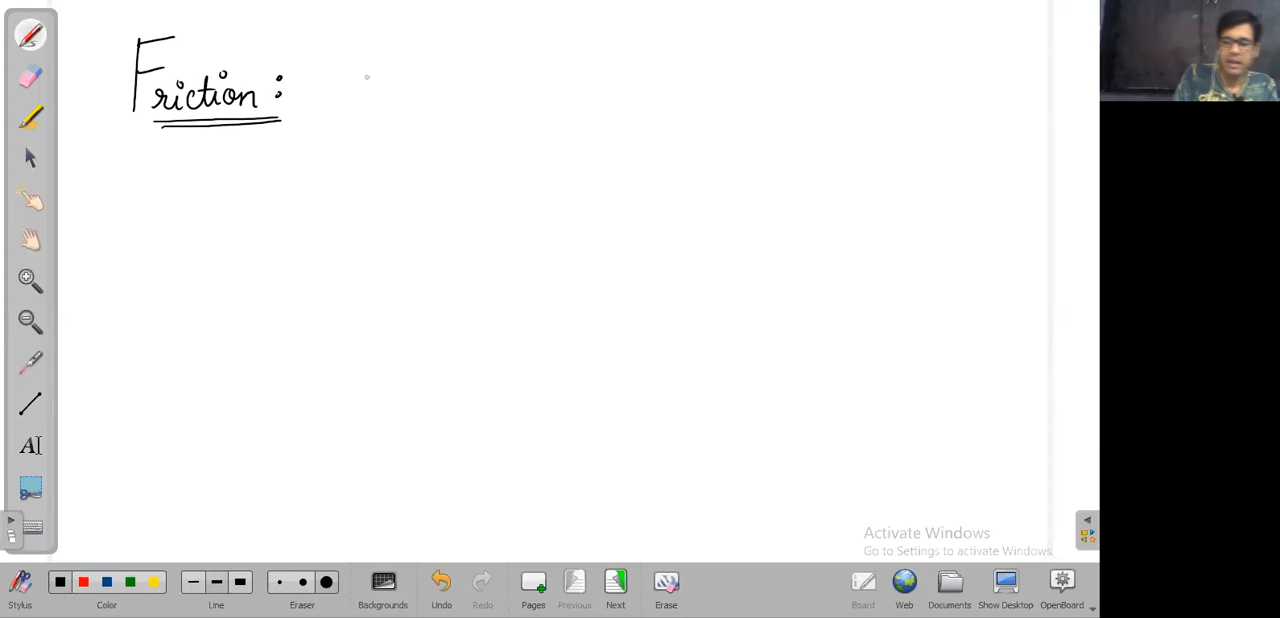 Friction:
Activate Windows
Go to Settings to activate Windows.
Stylus Color Line Eraser Backgrounds Undo Redo Pages Previous Next Erase Board Web Documents Show Desktop OpenBoard